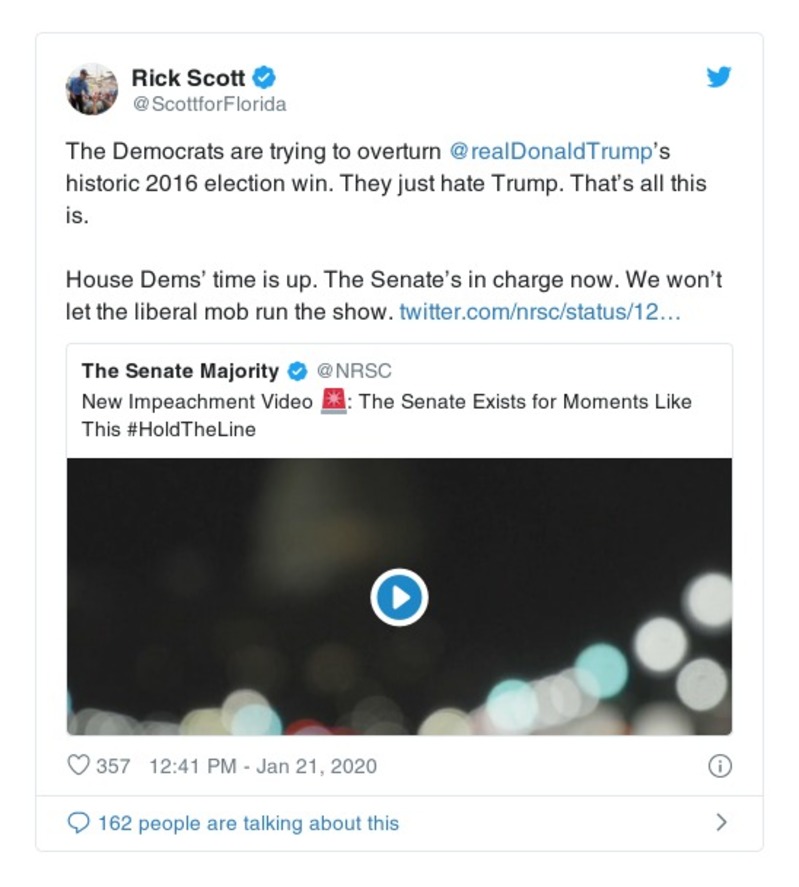 Rick Scott
@ScottforFlorida
The Democrats are trying to overturn @realDonaldTrump's
historic 2016 election win. They just hate Trump. That's all this
is.
House Dems' time is up. The Senate's in charge now. We won't
let the liberal mob run the show. twitter.com/nrsc/status/12…
The Senate Majority @NRSC
New Impeachment Video 🚨: The Senate Exists for Moments Like
This #HoldTheLine
357 12:41 PM - Jan 21, 2020
162 people are talking about this